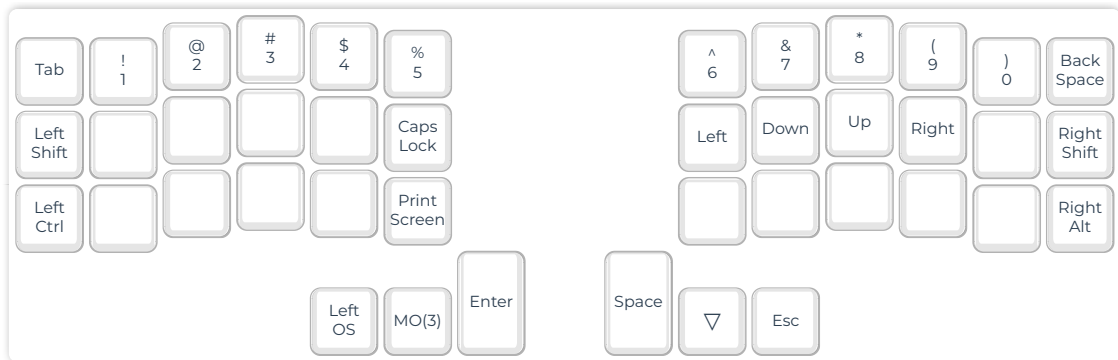 Tab
!
1
@
2
#
3
$
4
%
5
^
6
&
7
*
8
(
9
)
0
Back
Space
Left
Shift
Caps
Lock
Left
Down
Up
Right
Right
Shift
Left
Ctrl
Print
Screen
Right
Alt
Left
OS
MO(3)
Enter
Space
▽
Esc